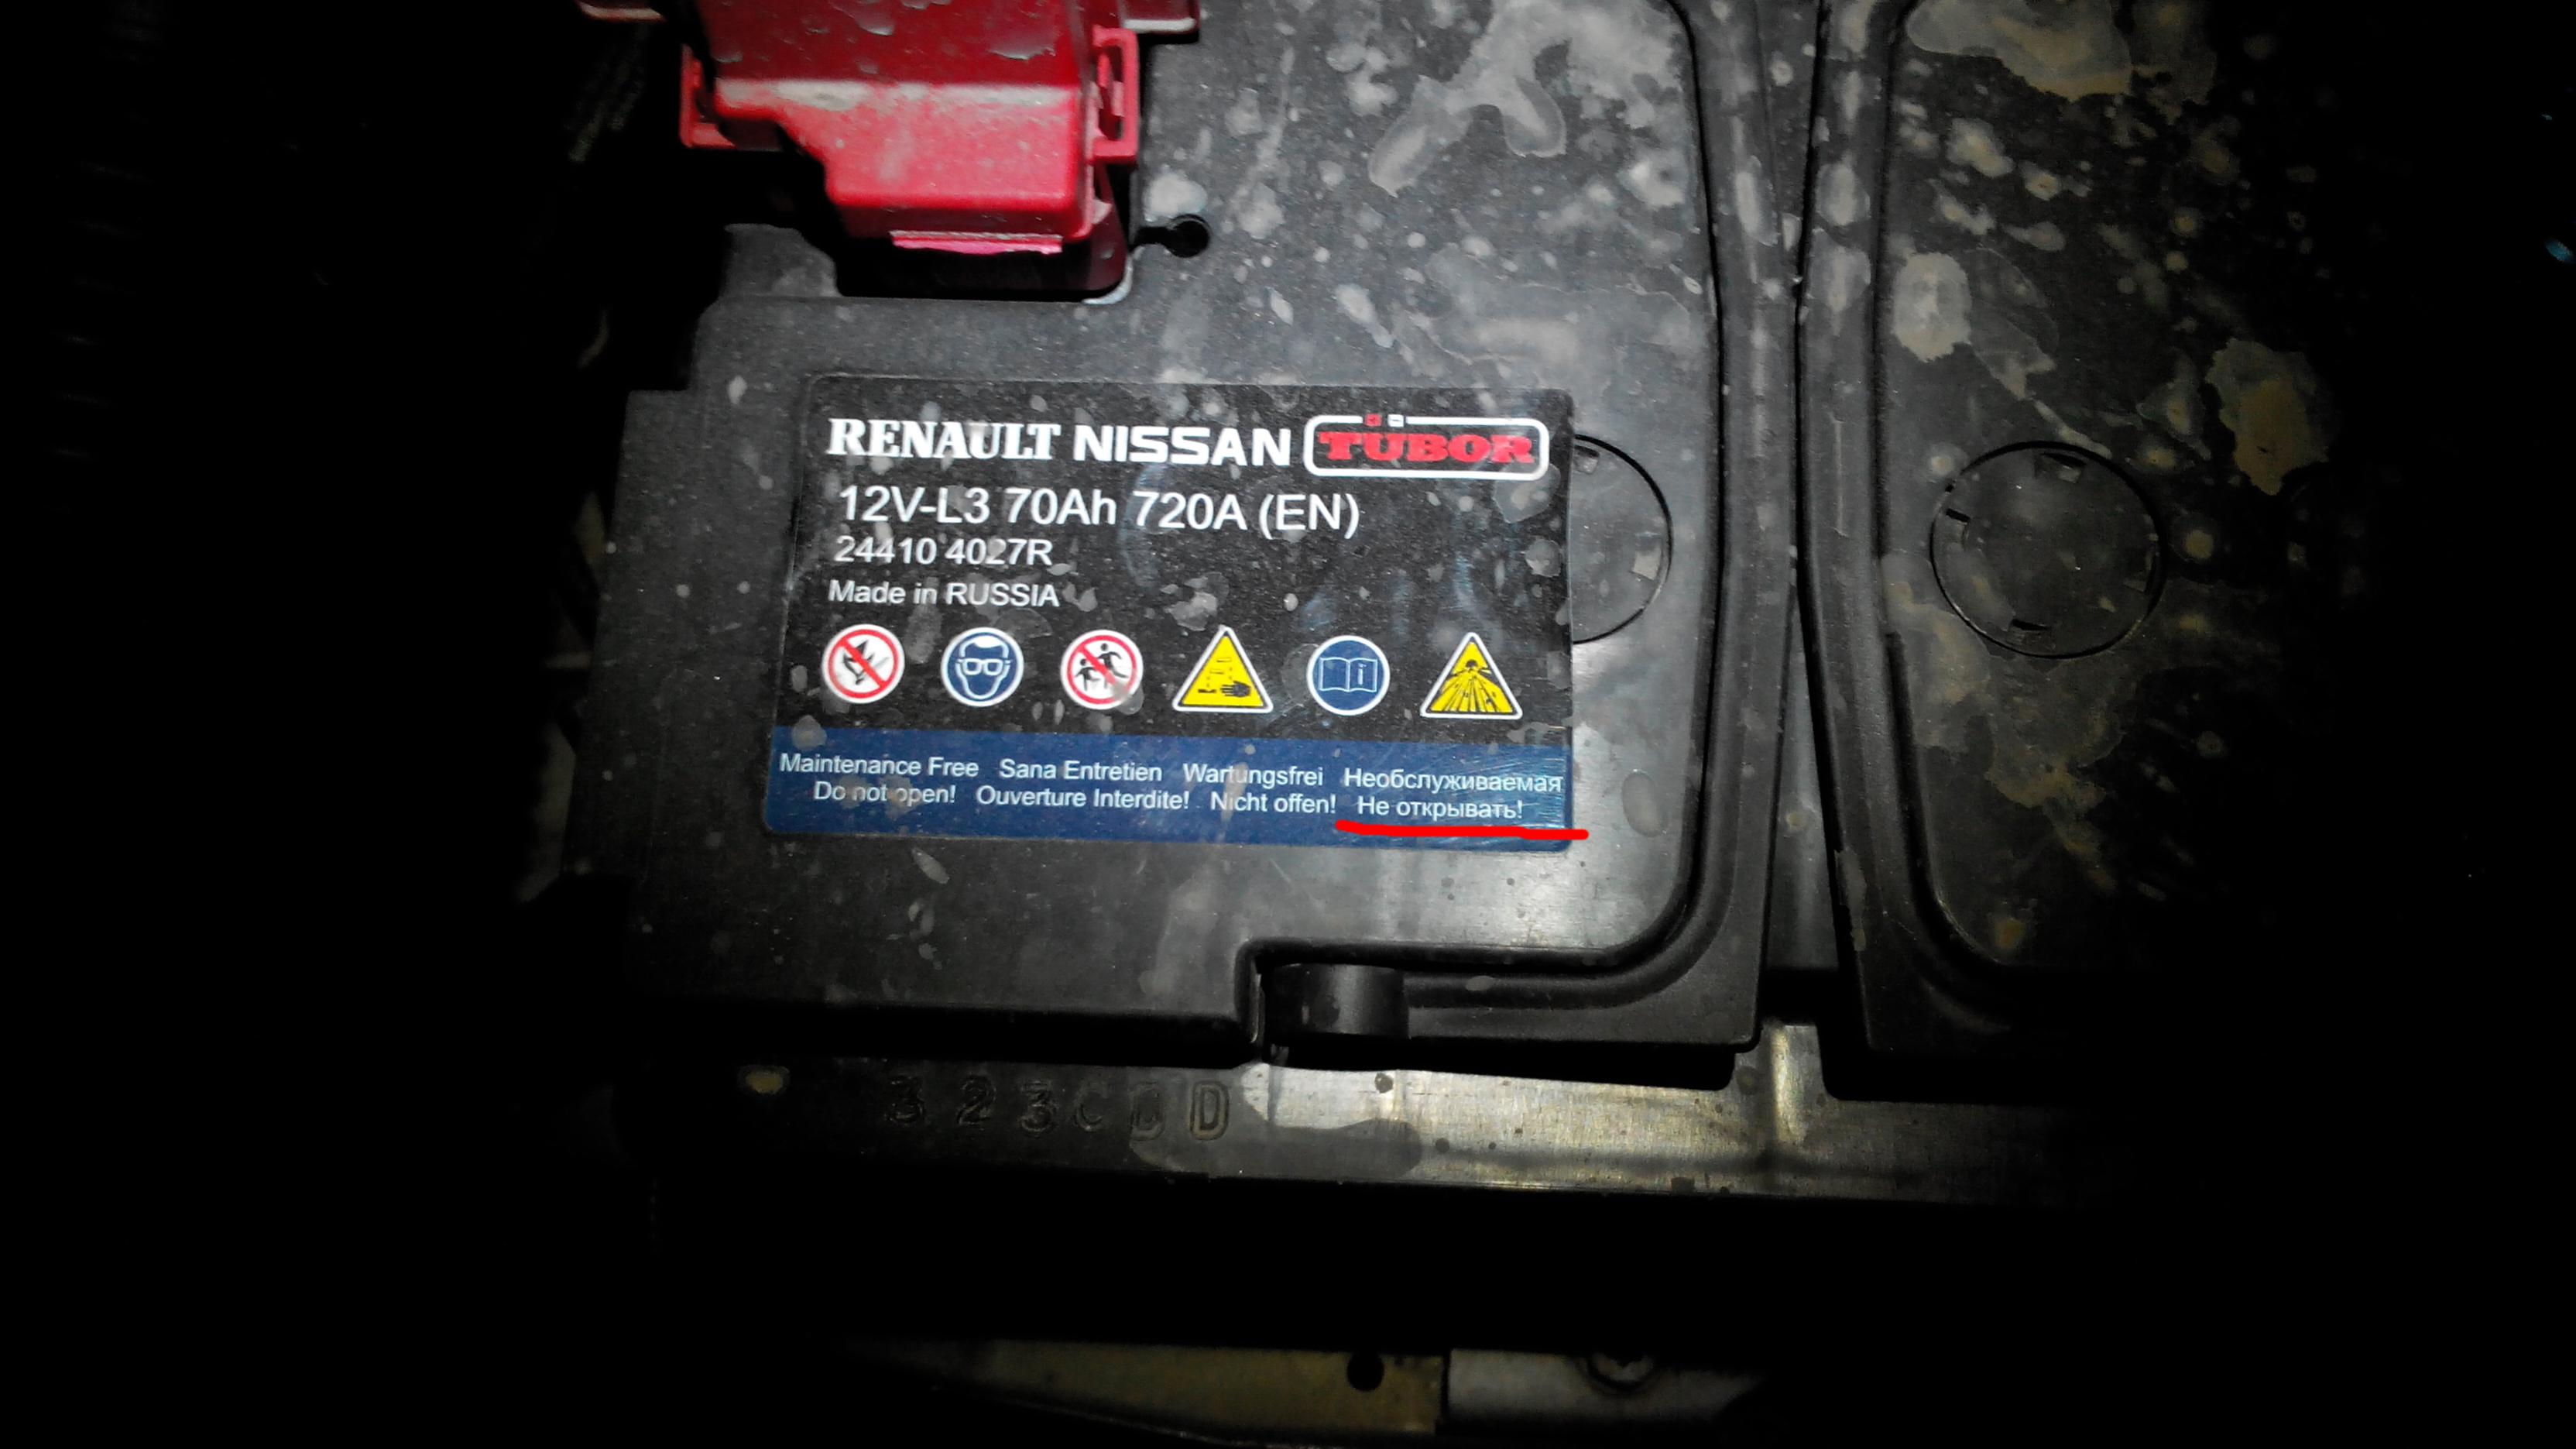 RENAULT NISSAN TUBOR
12V-L3 70Ah 720A (EN)
24410 4027R
Made in RUSSIA
Maintenance Free Sana Entretien Wartungsfrei Необслуживаемая
Do not open! Ouverture Interdite! Nicht offen! Не открывать!
323C D